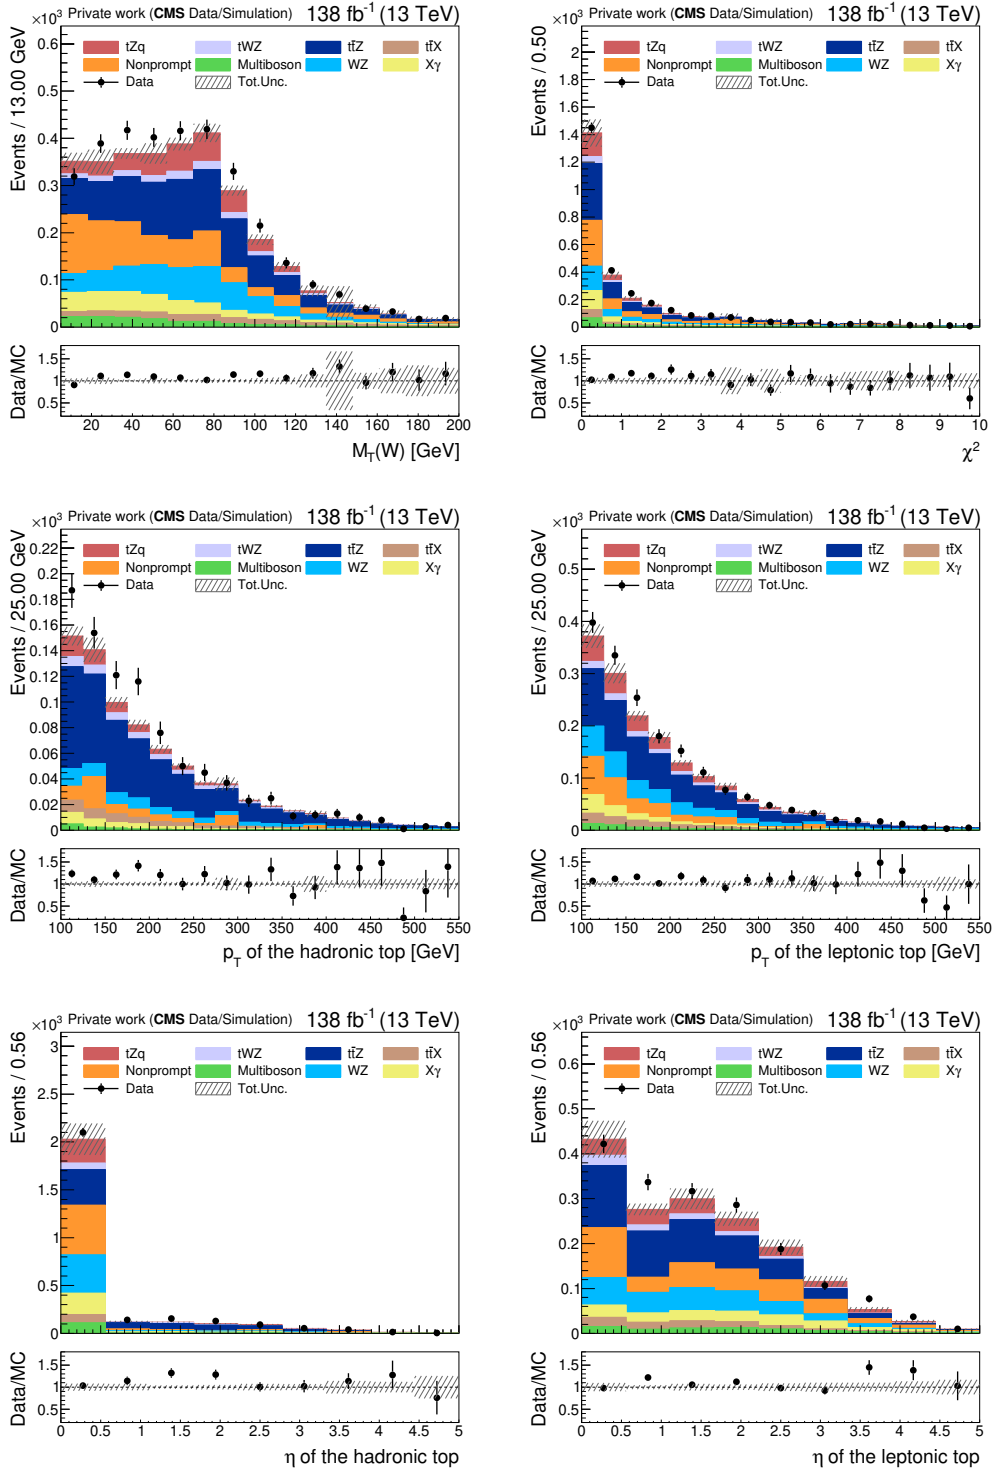 ×10³ Private work (CMS Data/Simulation) 138 fb⁻¹ (13 TeV)
Events / 13.00 GeV
tZq tWZ tt̄Z tt̄X
Nonprompt Multiboson WZ Xγ
Data Tot.Unc.
0.6
0.4
0.3
0.2
0.1
0
Data/MC
1.5
1
0.5
20 40 60 80 100 120 140 160 180 200
M_T(W) [GeV]
×10³ Private work (CMS Data/Simulation) 138 fb⁻¹ (13 TeV)
Events / 0.50
tZq tWZ tt̄Z tt̄X
Nonprompt Multiboson WZ Xγ
Data Tot.Unc.
2
1.8
1.6
1.4
1.2
1
0.8
0.6
0.4
0.2
0
Data/MC
1.5
1
0.5
0 1 2 3 4 5 6 7 8 9 10
χ²
×10³ Private work (CMS Data/Simulation) 138 fb⁻¹ (13 TeV)
Events / 25.00 GeV
tZq tWZ tt̄Z tt̄X
Nonprompt Multiboson WZ Xγ
Data Tot.Unc.
0.22
0.2
0.18
0.16
0.14
0.12
0.1
0.08
0.06
0.04
0.02
0
Data/MC
1.5
1
0.5
100 150 200 250 300 350 400 450 500 550
p_T of the hadronic top [GeV]
×10³ Private work (CMS Data/Simulation) 138 fb⁻¹ (13 TeV)
Events / 25.00 GeV
tZq tWZ tt̄Z tt̄X
Nonprompt Multiboson WZ Xγ
Data Tot.Unc.
0.5
0.4
0.3
0.2
0.1
0
Data/MC
1.5
1
0.5
100 150 200 250 300 350 400 450 500 550
p_T of the leptonic top [GeV]
×10³ Private work (CMS Data/Simulation) 138 fb⁻¹ (13 TeV)
Events / 0.56
tZq tWZ tt̄Z tt̄X
Nonprompt Multiboson WZ Xγ
Data Tot.Unc.
3
2.5
2
1.5
1
0.5
0
Data/MC
1.5
1
0.5
0 0.5 1 1.5 2 2.5 3 3.5 4 4.5 5
η of the hadronic top
×10³ Private work (CMS Data/Simulation) 138 fb⁻¹ (13 TeV)
Events / 0.56
tZq tWZ tt̄Z tt̄X
Nonprompt Multiboson WZ Xγ
Data Tot.Unc.
0.6
0.5
0.4
0.3
0.2
0.1
0
Data/MC
1.5
1
0.5
0 0.5 1 1.5 2 2.5 3 3.5 4 4.5 5
η of the leptonic top